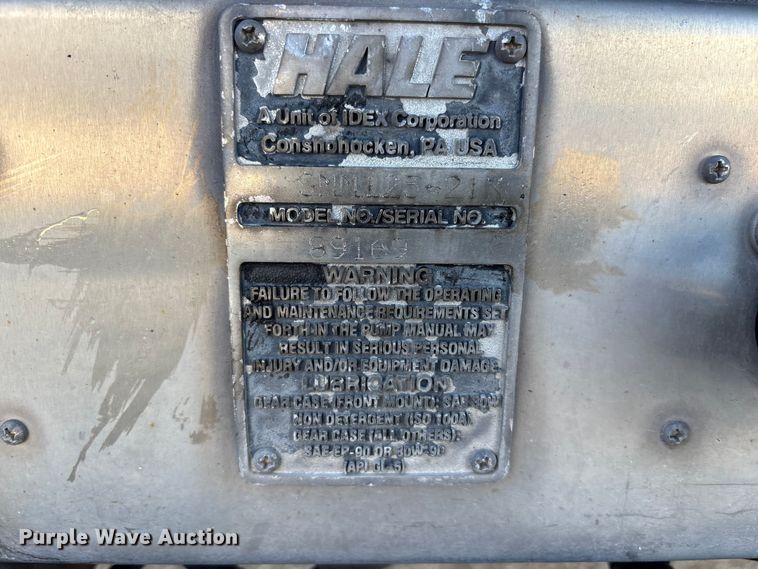 HALE
A Unit of IDEX Corporation
Conshohocken, PA USA
MODEL NO./SERIAL NO.
89169
WARNING
FAILURE TO FOLLOW THE OPERATING
AND MAINTENANCE REQUIREMENTS SET
FORTH IN THE PUMP MANUAL MAY
RESULT IN SERIOUS PERSONAL
INJURY AND/OR EQUIPMENT DAMAGE
LUBRICATION
GEAR CASE (FRONT MOUNT): SAE 30W
NON DETERGENT (ISO 100A)
GEAR CASE (ALL OTHERS):
SAE EP-90 OR 80W-90
(API GL-5)
Purple Wave Auction